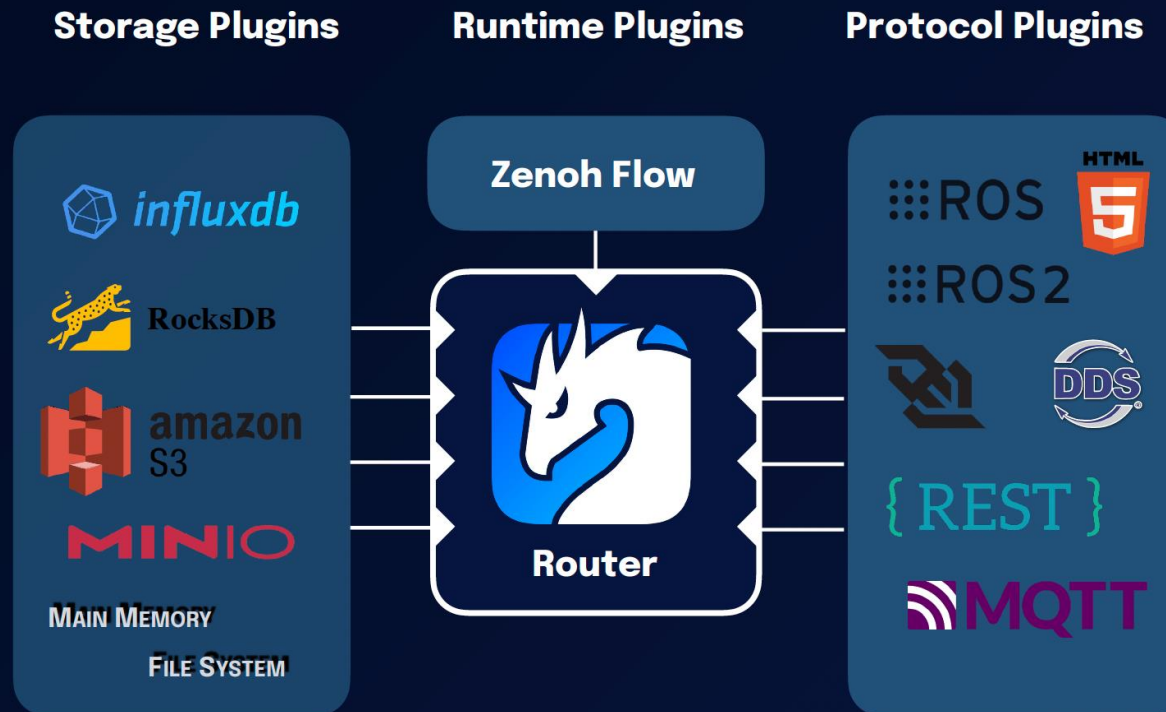 Storage Plugins
Runtime Plugins
Protocol Plugins
influxdb
RocksDB
amazon
S3
MINIO
MAIN MEMORY
FILE SYSTEM
Zenoh Flow
Router
HTML
5
ROS
ROS2
DDS
{ REST }
MQTT